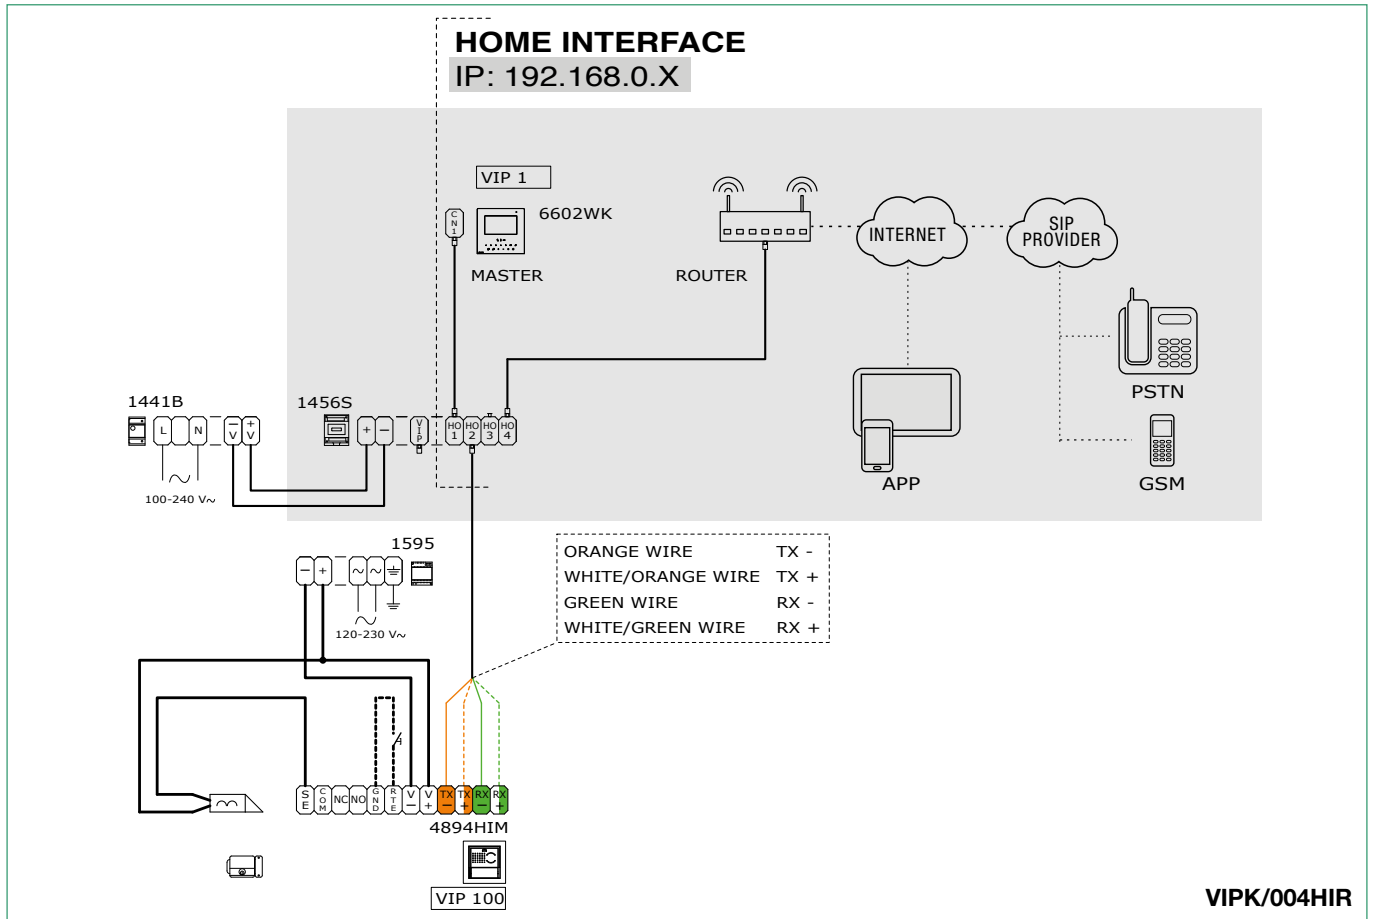 HOME INTERFACE
IP: 192.168.0.X
VIP 1
CN1
6602WK
MASTER
ROUTER
INTERNET
SIP
PROVIDER
PSTN
GSM
APP
1441B
L N – V + V
100-240 V~
1456S
+ – VIP HO 1 HO 2 HO 3 HO 4
1595
– + ~ ~
120-230 V~
ORANGE WIRE TX -
WHITE/ORANGE WIRE TX +
GREEN WIRE RX -
WHITE/GREEN WIRE RX +
SE COM NC NO GND RTE V – V + TX – TX + RX – RX +
4894HIM
VIP 100
VIPK/004HIR